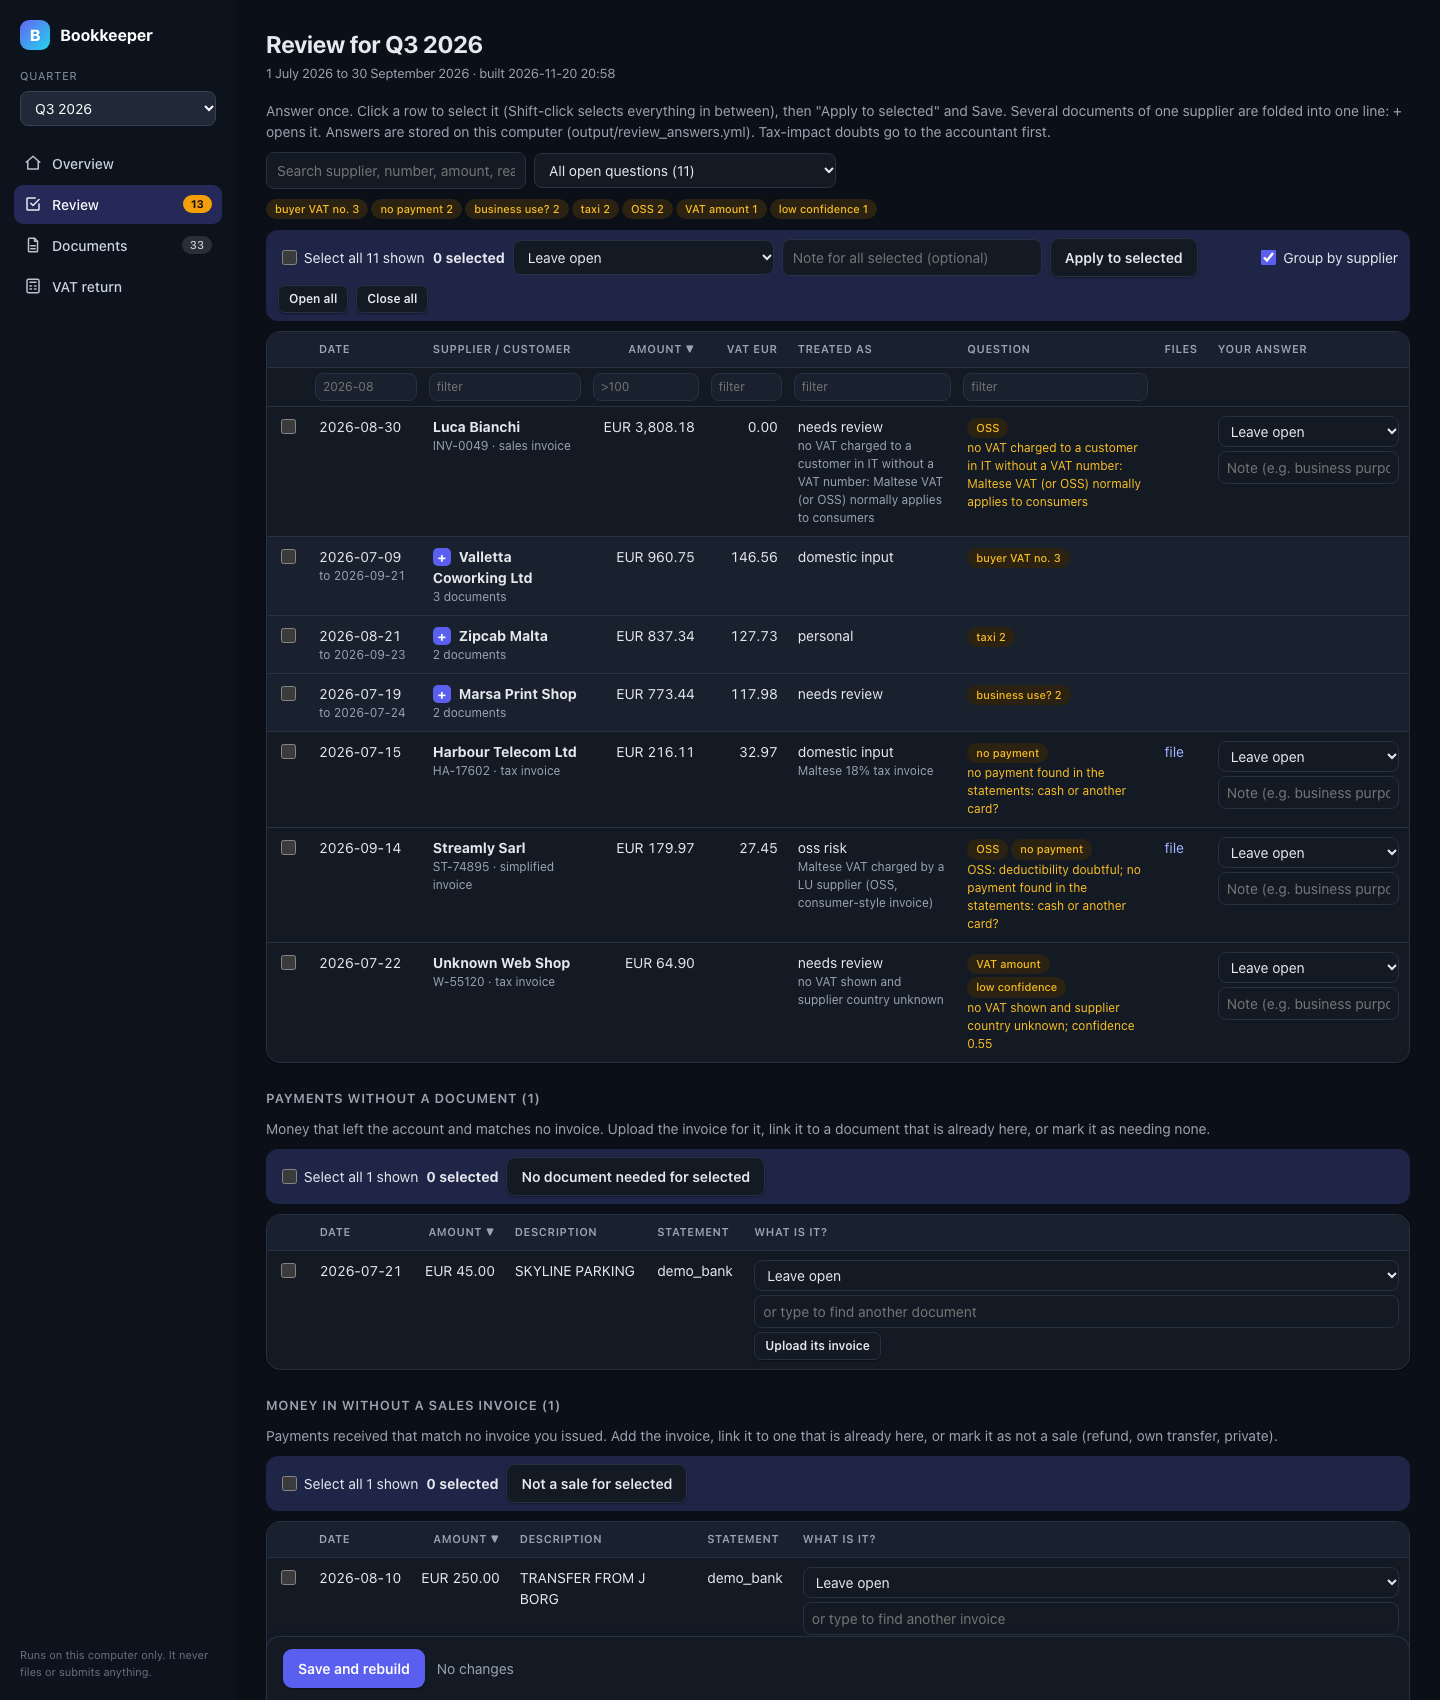 B Bookkeeper
QUARTER
Q3 2026
Overview
Review 13
Documents 33
VAT return
Runs on this computer only. It never
files or submits anything.
Review for Q3 2026
1 July 2026 to 30 September 2026 · built 2026-11-20 20:58
Answer once. Click a row to select it (Shift-click selects everything in between), then "Apply to selected" and Save. Several documents of one supplier are folded into one line: +
opens it. Answers are stored on this computer (output/review_answers.yml). Tax-impact doubts go to the accountant first.
Search supplier, number, amount, rea All open questions (11)
buyer VAT no. 3 no payment 2 business use? 2 taxi 2 OSS 2 VAT amount 1 low confidence 1
Select all 11 shown 0 selected Leave open Note for all selected (optional) Apply to selected Group by supplier
Open all Close all
DATE SUPPLIER / CUSTOMER AMOUNT ▼ VAT EUR TREATED AS QUESTION FILES YOUR ANSWER
2026-08 filter >100 filter filter filter
2026-08-30 Luca Bianchi EUR 3,808.18 0.00 needs review OSS Leave open
INV-0049 · sales invoice no VAT charged to a no VAT charged to a customer
customer in IT without a in IT without a VAT number: Note (e.g. business purpo
VAT number: Maltese VAT Maltese VAT (or OSS) normally
(or OSS) normally applies applies to consumers
to consumers
2026-07-09 + Valletta EUR 960.75 146.56 domestic input buyer VAT no. 3
to 2026-09-21 Coworking Ltd
3 documents
2026-08-21 + Zipcab Malta EUR 837.34 127.73 personal taxi 2
to 2026-09-23 2 documents
2026-07-19 + Marsa Print Shop EUR 773.44 117.98 needs review business use? 2
to 2026-07-24 2 documents
2026-07-15 Harbour Telecom Ltd EUR 216.11 32.97 domestic input no payment file Leave open
HA-17602 · tax invoice Maltese 18% tax invoice no payment found in the
statements: cash or another Note (e.g. business purpo
card?
2026-09-14 Streamly Sarl EUR 179.97 27.45 oss risk OSS no payment file Leave open
ST-74895 · simplified Maltese VAT charged by a OSS: deductibility doubtful; no
invoice LU supplier (OSS, payment found in the Note (e.g. business purpo
consumer-style invoice) statements: cash or another
card?
2026-07-22 Unknown Web Shop EUR 64.90 needs review VAT amount Leave open
W-55120 · tax invoice no VAT shown and low confidence
supplier country unknown no VAT shown and supplier Note (e.g. business purpo
country unknown; confidence
0.55
PAYMENTS WITHOUT A DOCUMENT (1)
Money that left the account and matches no invoice. Upload the invoice for it, link it to a document that is already here, or mark it as needing none.
Select all 1 shown 0 selected No document needed for selected
DATE AMOUNT ▼ DESCRIPTION STATEMENT WHAT IS IT?
2026-07-21 EUR 45.00 SKYLINE PARKING demo_bank Leave open
or type to find another document
Upload its invoice
MONEY IN WITHOUT A SALES INVOICE (1)
Payments received that match no invoice you issued. Add the invoice, link it to one that is already here, or mark it as not a sale (refund, own transfer, private).
Select all 1 shown 0 selected Not a sale for selected
DATE AMOUNT ▼ DESCRIPTION STATEMENT WHAT IS IT?
2026-08-10 EUR 250.00 TRANSFER FROM J demo_bank Leave open
BORG
or type to find another invoice
Save and rebuild No changes